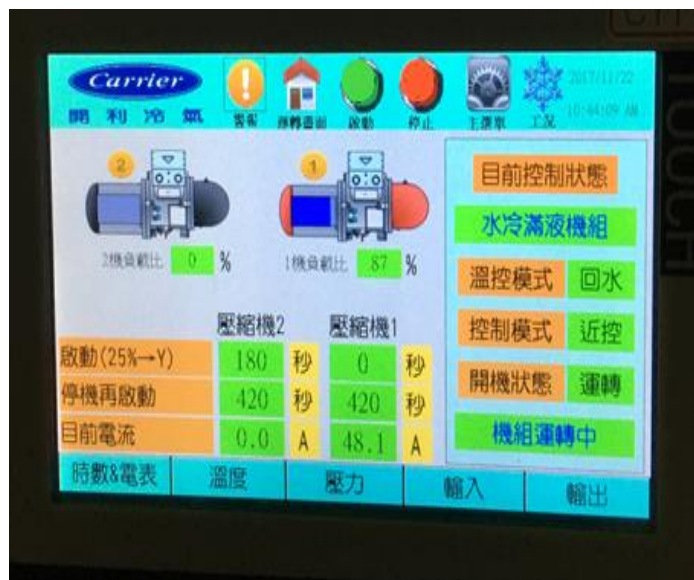 Carrier
開利冷氣
警報
啟動
停止
主選單
工況
2017/11/22
10:44:09 AM
2
1
2機負載比 0 %
1機負載比 87 %
目前控制狀態
水冷滿液機組
溫控模式 回水
控制模式 近控
開機狀態 運轉
機組運轉中
壓縮機2 壓縮機1
啟動(25%→Y) 180 秒 0 秒
停機再啟動 420 秒 420 秒
目前電流 0.0 A 48.1 A
時數&電表 溫度 壓力 輸入 輸出
TOUCH